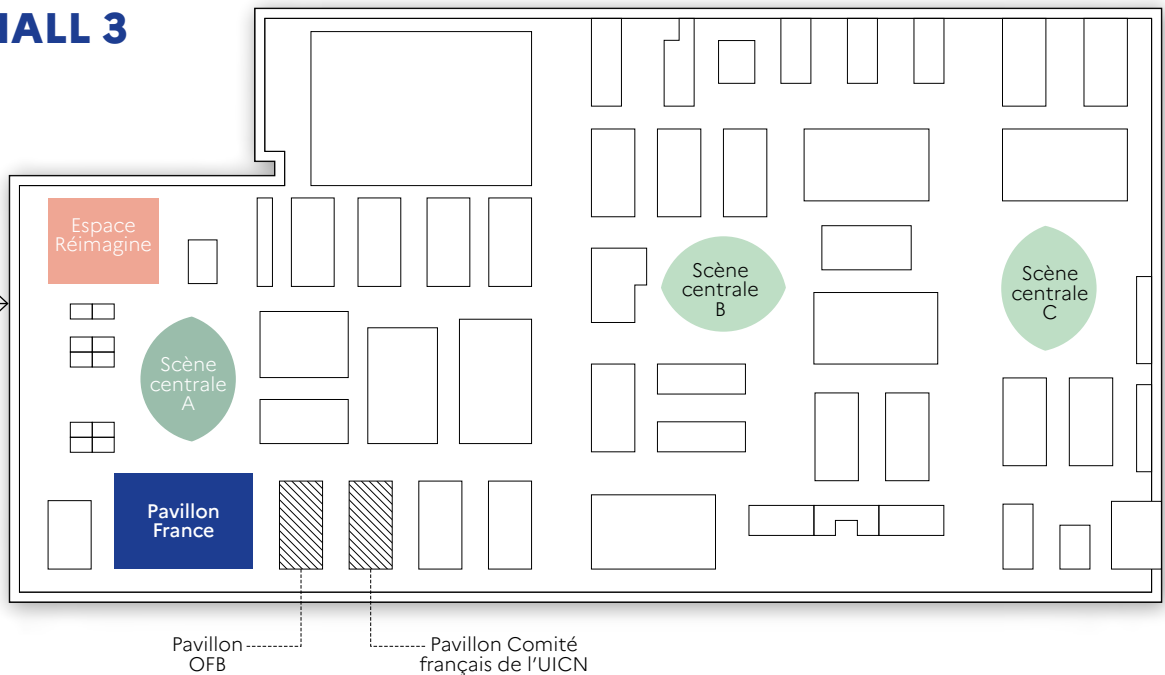 HALL 3
Espace
Réimagine
Scène
centrale
A
Scène
centrale
B
Scène
centrale
C
Pavillon
France
Pavillon
OFB
Pavillon Comité
français de l'UICN